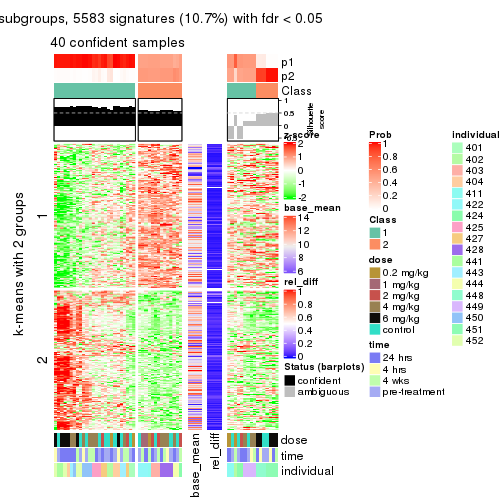 subgroups, 5583 signatures (10.7%) with fdr < 0.05
40 confident samples
p1
p2
Class
1
0.5
0
Silhouette
score
k-means with 2 groups
1
2
z-score
2
1
0
-1
-2
base_mean
14
12
10
8
6
rel_diff
1
0.8
0.6
0.4
0.2
0
Status (barplots)
confident
ambiguous
Prob
1
0.8
0.6
0.4
0.2
0
Class
1
2
dose
0.2 mg/kg
1 mg/kg
2 mg/kg
4 mg/kg
6 mg/kg
control
time
24 hrs
4 hrs
4 wks
pre-treatment
individual
401
402
403
404
411
422
424
425
427
428
441
443
444
448
449
450
451
452
dose
time
individual
base_mean
rel_diff